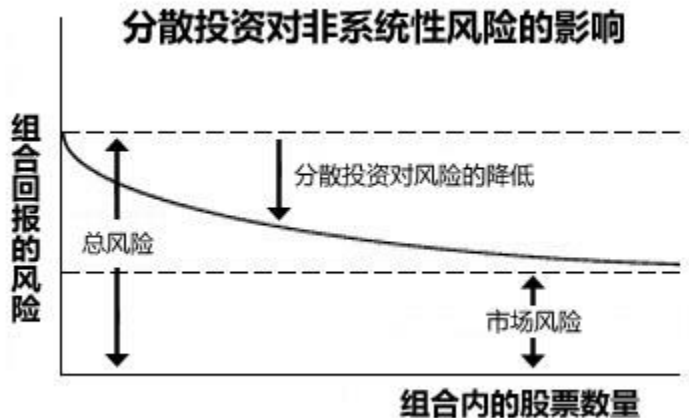 分散投资对非系统性风险的影响
组合回报的风险
分散投资对风险的降低
总风险
市场风险
组合内的股票数量